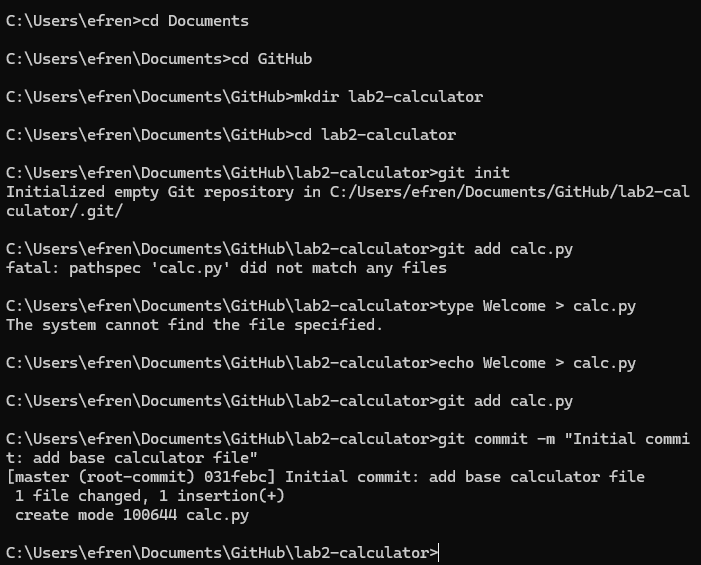 C:\Users\efren>cd Documents
C:\Users\efren\Documents>cd GitHub
C:\Users\efren\Documents\GitHub>mkdir lab2-calculator
C:\Users\efren\Documents\GitHub>cd lab2-calculator
C:\Users\efren\Documents\GitHub\lab2-calculator>git init
Initialized empty Git repository in C:/Users/efren/Documents/GitHub/lab2-cal
culator/.git/
C:\Users\efren\Documents\GitHub\lab2-calculator>git add calc.py
fatal: pathspec 'calc.py' did not match any files
C:\Users\efren\Documents\GitHub\lab2-calculator>type Welcome > calc.py
The system cannot find the file specified.
C:\Users\efren\Documents\GitHub\lab2-calculator>echo Welcome > calc.py
C:\Users\efren\Documents\GitHub\lab2-calculator>git add calc.py
C:\Users\efren\Documents\GitHub\lab2-calculator>git commit -m "Initial commi
t: add base calculator file"
[master (root-commit) 031febc] Initial commit: add base calculator file
 1 file changed, 1 insertion(+)
 create mode 100644 calc.py
C:\Users\efren\Documents\GitHub\lab2-calculator>